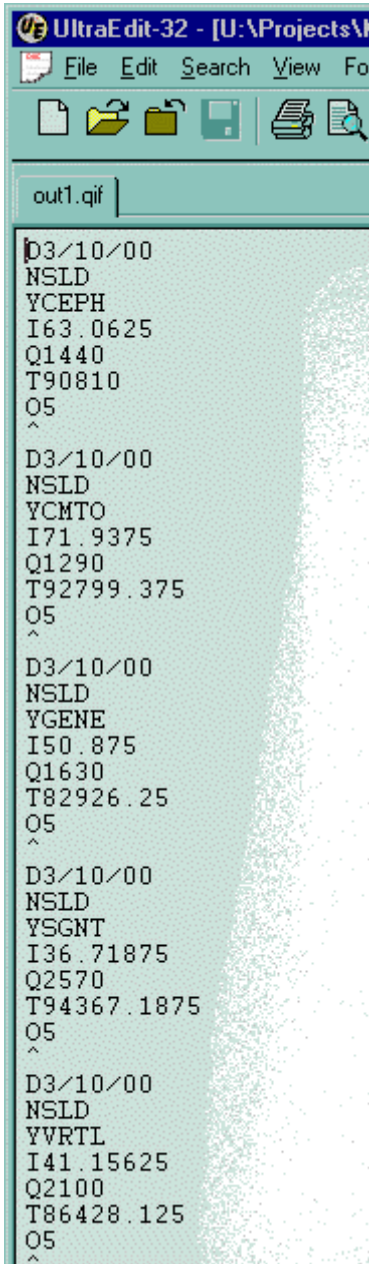 UltraEdit-32 - [U:\Projects\
File Edit Search View Fo
out1.qif
D3/10/00
NSLD
YCEPH
I63.0625
Q1440
T90810
O5
^
D3/10/00
NSLD
YCMTO
I71.9375
Q1290
T92799.375
O5
^
D3/10/00
NSLD
YGENE
I50.875
Q1630
T82926.25
O5
^
D3/10/00
NSLD
YSGNT
I36.71875
Q2570
T94367.1875
O5
^
D3/10/00
NSLD
YVRTL
I41.15625
Q2100
T86428.125
O5
^